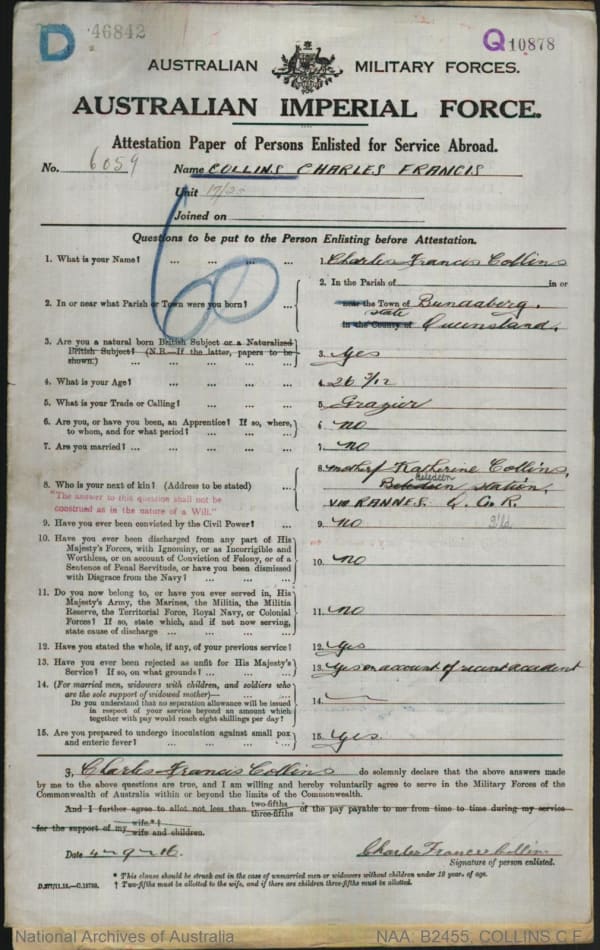 D 46842
Q 10878
AUSTRALIAN MILITARY FORCES.
AUSTRALIAN IMPERIAL FORCE.
Attestation Paper of Persons Enlisted for Service Abroad.
No. 6059 Name COLLINS CHARLES FRANCIS
Unit
Joined on
60
Questions to be put to the Person Enlisting before Attestation.
1. What is your Name? ... ... ... ... 1. Charles Francis Collins
2. In or near what Parish or Town were you born? ... 2. In the Parish of in or
near the Town of Bundaberg.
state
in the County of Queensland.
3. Are you a natural born British Subject or a Naturalized
British Subject? (N.B.—If the latter, papers to be
shown.) ... ... ... ... 3. Yes
4. What is your Age? ... ... ... ... 4. 26 3/12
5. What is your Trade or Calling? ... ... ... 5. Grazier
6. Are you, or have you been, an Apprentice? If so, where,
to whom, and for what period? ... ... ... 6. No
7. Are you married? ... ... ... ... 7. No
8. Who is your next of kin? (Address to be stated) ... 8. Mother Katherine Collins,
station,
via RANNES. Q. C. R.
"The answer to this question shall not be
construed as in the nature of a Will."
9. Have you ever been convicted by the Civil Power? ... 9. No
10. Have you ever been discharged from any part of His
Majesty's Forces, with Ignominy, or as Incorrigible and
Worthless, or on account of Conviction of Felony, or of a
Sentence of Penal Servitude, or have you been dismissed
with Disgrace from the Navy? ... ... ... 10. No
11. Do you now belong to, or have you ever served in, His
Majesty's Army, the Marines, the Militia, the Militia
Reserve, the Territorial Force, Royal Navy, or Colonial
Forces? If so, state which, and if not now serving,
state cause of discharge ... ... ... ... 11. No
12. Have you stated the whole, if any, of your previous service? 12. Yes
13. Have you ever been rejected as unfit for His Majesty's
Service? If so, on what grounds? ... ... ... 13. Yes on account of recent accident
14. (For married men, widowers with children, and soldiers who
are the sole support of widowed mother)— ... ...
Do you understand that no separation allowance will be issued
in respect of your service beyond an amount which
together with pay would reach eight shillings per day? 14.
15. Are you prepared to undergo inoculation against small pox
and enteric fever? ... ... ... ... 15. Yes.
I, Charles Francis Collins do solemnly declare that the above answers made
by me to the above questions are true, and I am willing and hereby voluntarily agree to serve in the Military Forces of the
Commonwealth of Australia within or beyond the limits of the Commonwealth.
And I further agree to allot not less than two-fifths three-fifths of the pay payable to me from time to time during my service
for the support of my wife.*† wife and children.
Date 4-9-16. Charles Francis Collins
Signature of person enlisted.
* This clause should be struck out in the case of unmarried men or widowers without children under 18 years of age.
† Two-fifths must be allotted to the wife, and if there are children three-fifths must be allotted.
D.577/11.15.—C.15793.
National Archives of Australia
NAA: B2455, COLLINS C F